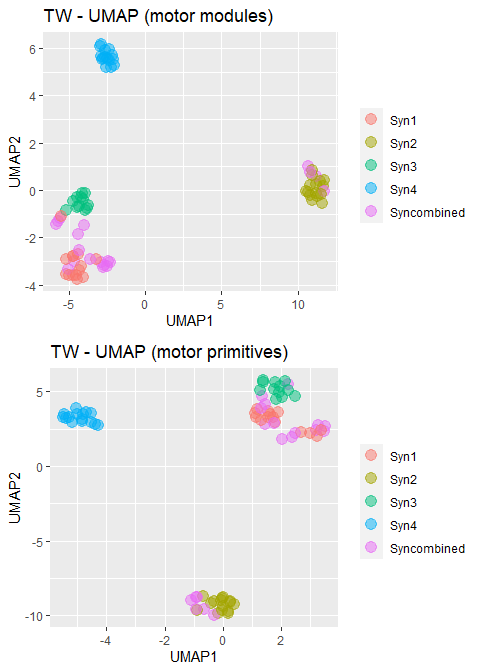 TW - UMAP (motor modules)
6
4
2
0
-2
-4
UMAP2
-5
0
5
10
UMAP1
Syn1
Syn2
Syn3
Syn4
Syncombined
TW - UMAP (motor primitives)
5
0
-5
-10
UMAP2
-4
-2
0
2
UMAP1
Syn1
Syn2
Syn3
Syn4
Syncombined